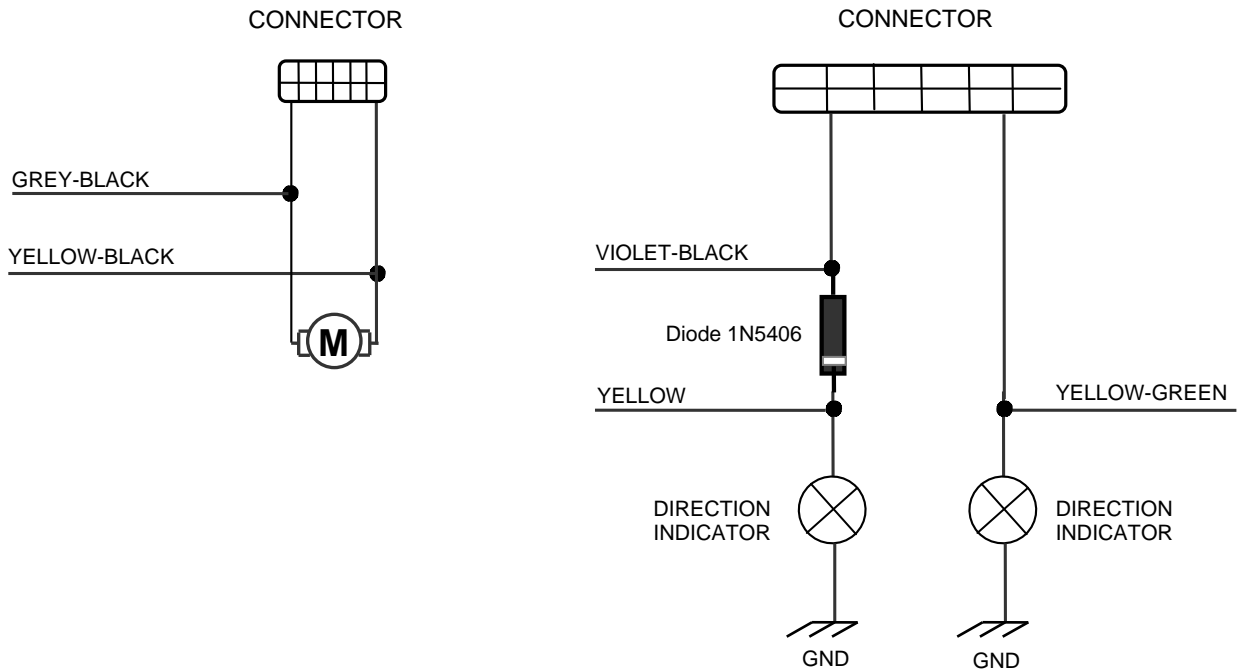 CONNECTOR
GREY-BLACK
YELLOW-BLACK
M
CONNECTOR
VIOLET-BLACK
Diode 1N5406
YELLOW
YELLOW-GREEN
DIRECTION
INDICATOR
DIRECTION
INDICATOR
GND
GND